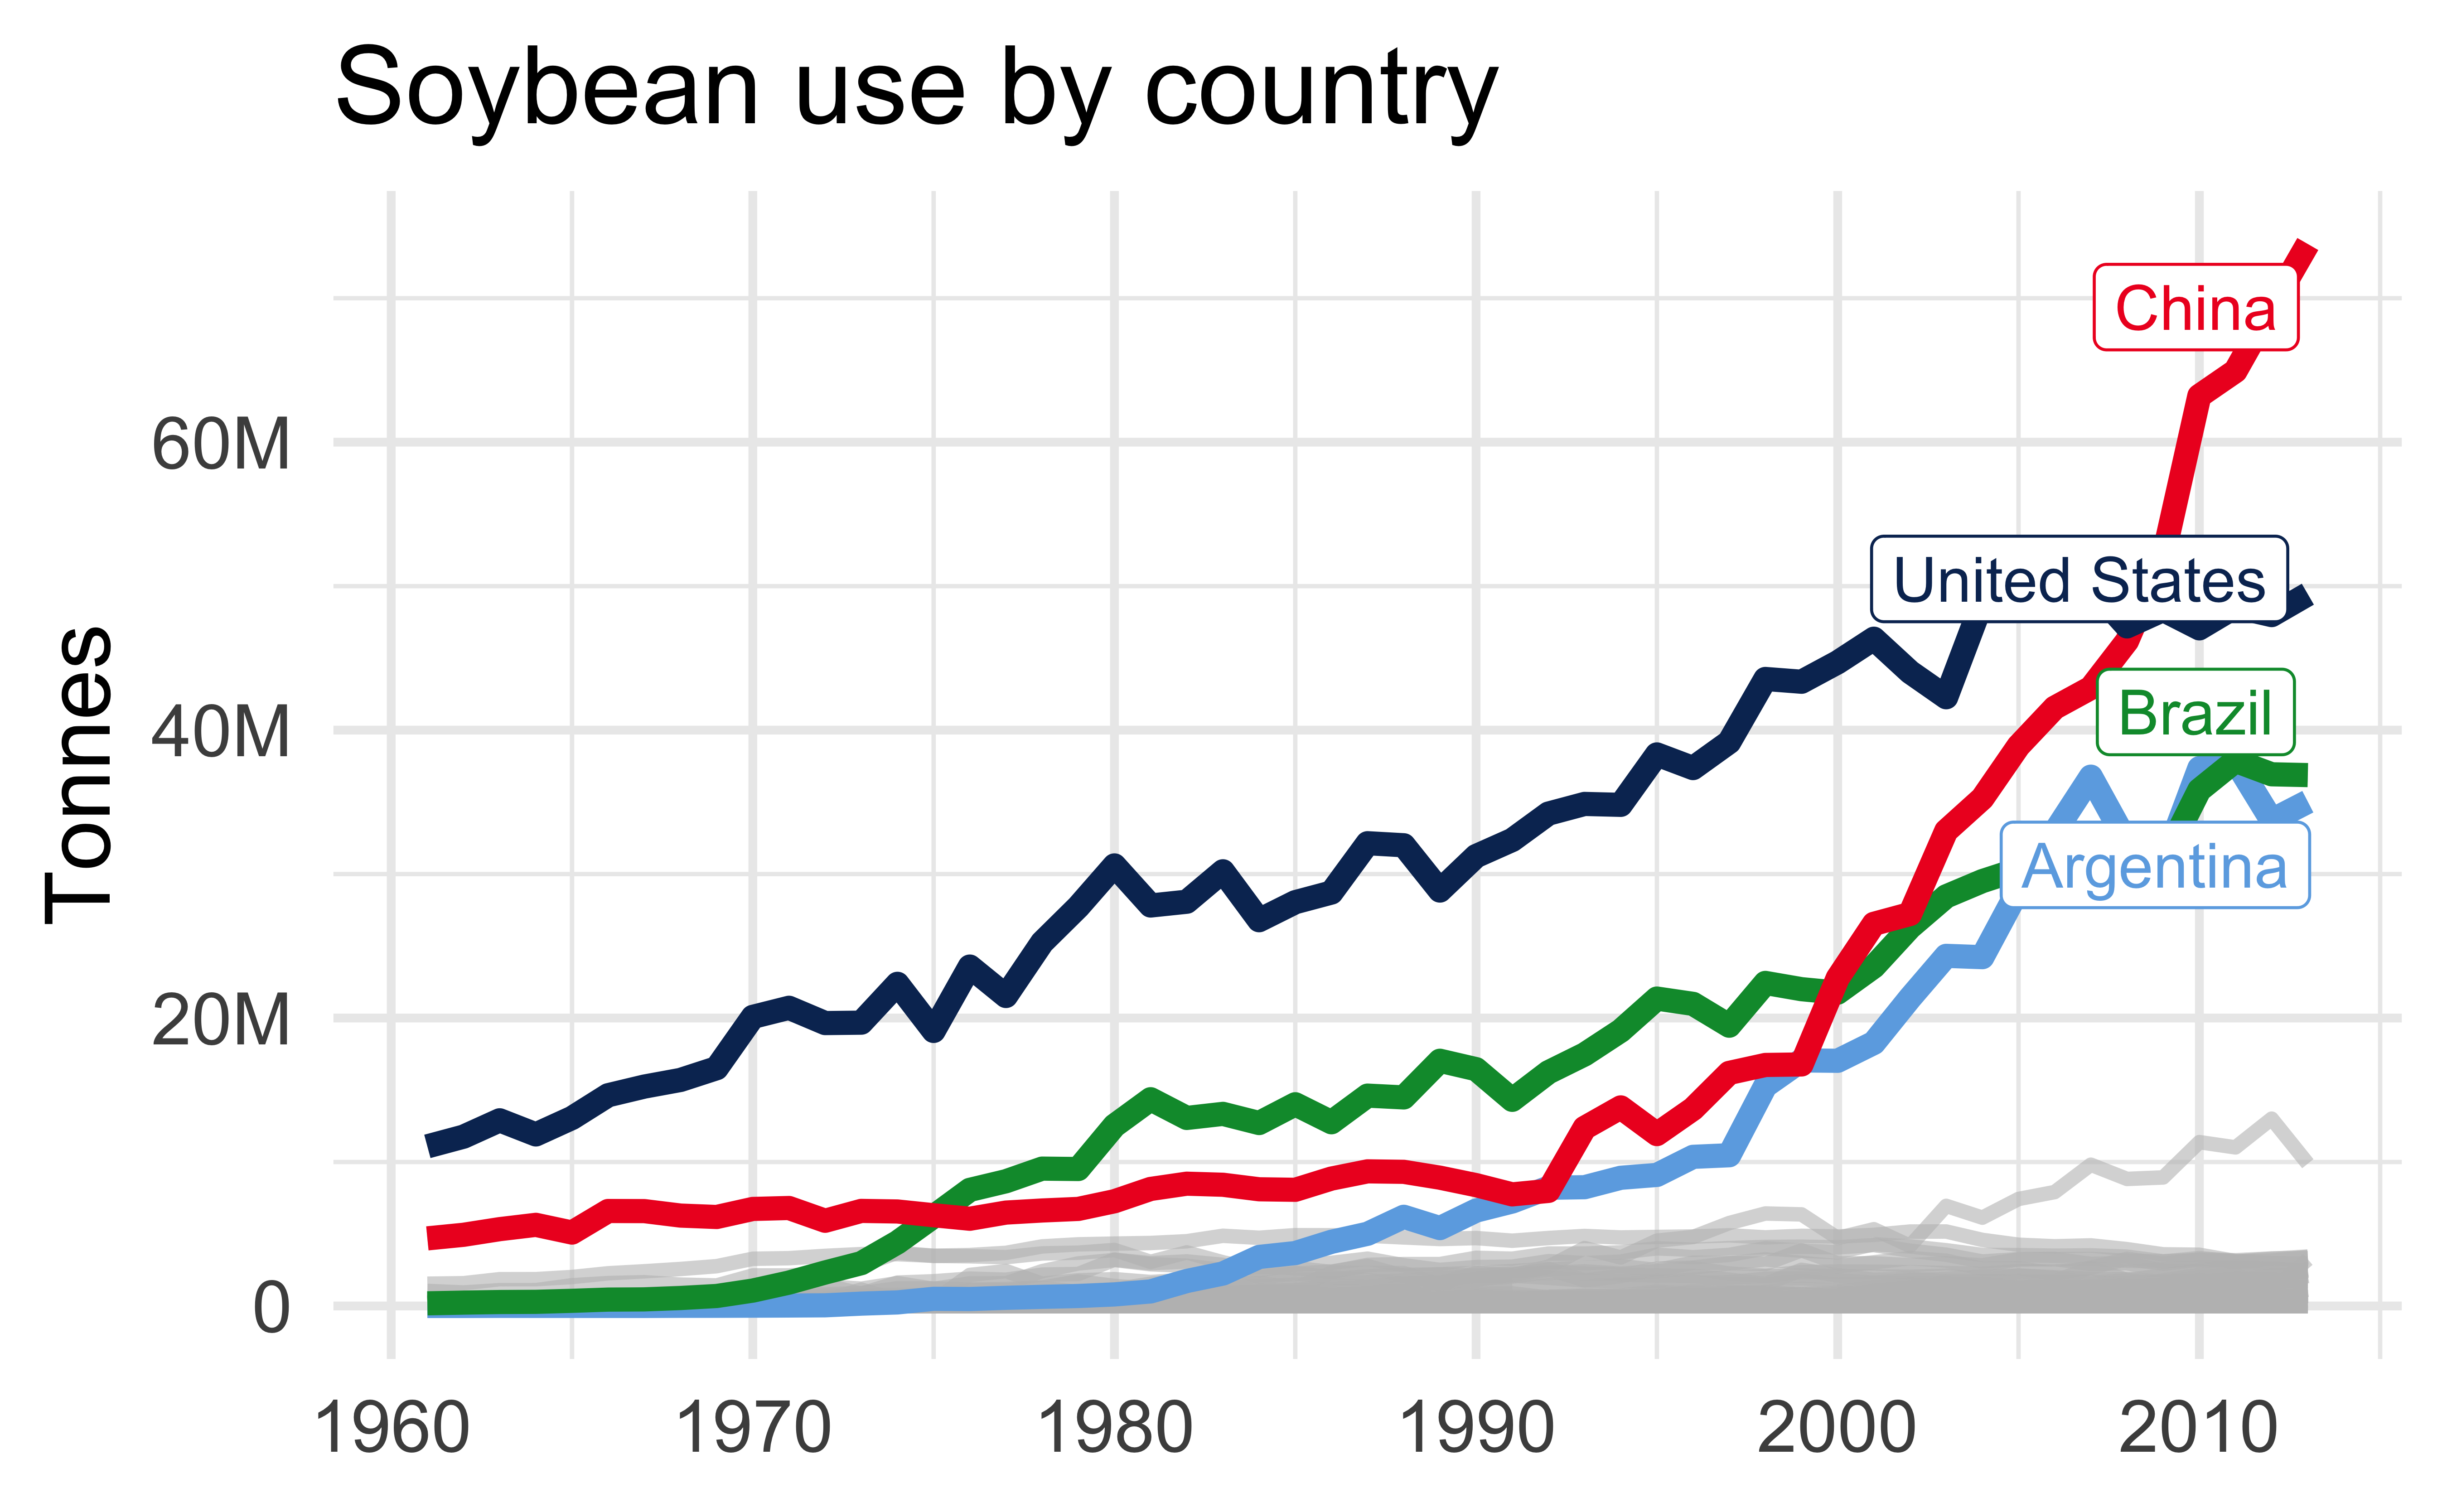 Soybean use by country
Tonnes
60M
40M
20M
0
China
United States
Brazil
Argentina
1960 1970 1980 1990 2000 2010